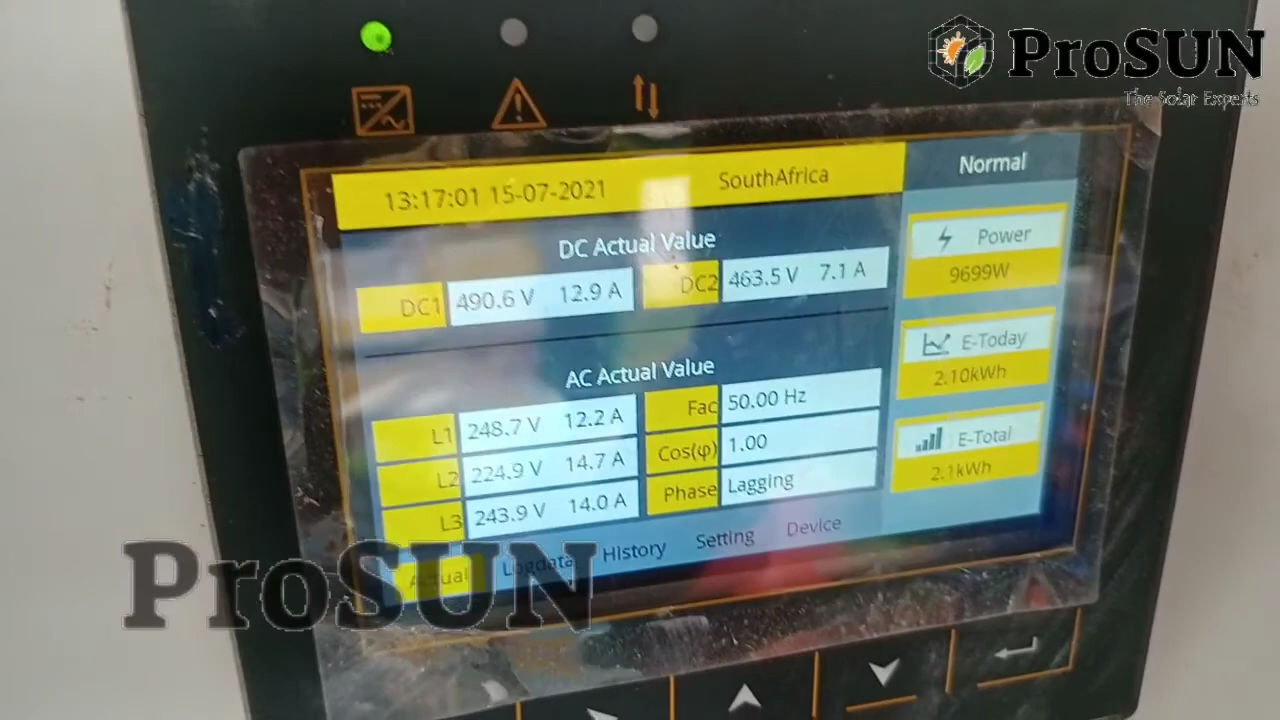 ProSUN
The Solar Experts
13:17:01 15-07-2021 SouthAfrica Normal
DC Actual Value
DC1 490.6 V 12.9 A DC2 463.5 V 7.1 A
Power
9699W
AC Actual Value
L1 248.7 V 12.2 A Fac 50.00 Hz
L2 224.9 V 14.7 A Cos(φ) 1.00
L3 243.9 V 14.0 A Phase Lagging
E-Today
2.10kWh
E-Total
2.1kWh
Actual Logdata History Setting Device
ProSUN